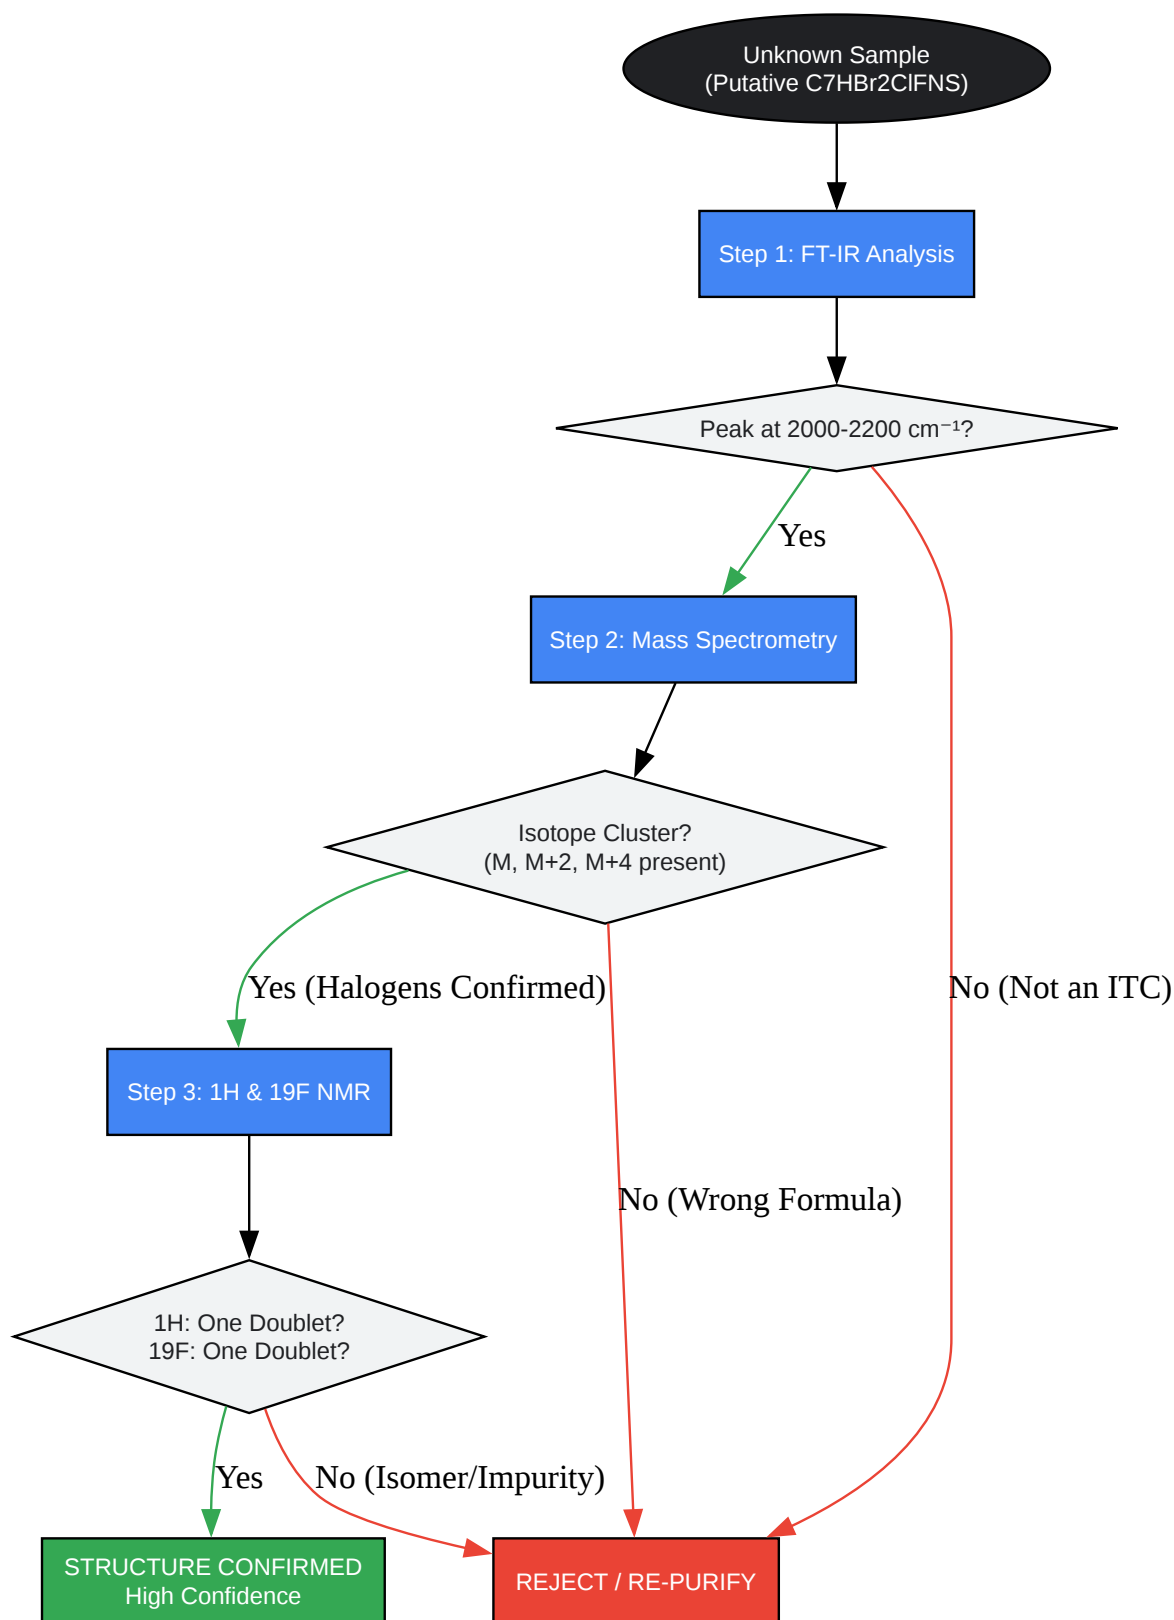 Unknown Sample
(Putative C7HBr2ClFNS)
Step 1: FT-IR Analysis
Peak at 2000-2200 cm⁻¹?
Yes
Step 2: Mass Spectrometry
Isotope Cluster?
(M, M+2, M+4 present)
Yes (Halogens Confirmed)
No (Not an ITC)
Step 3: 1H & 19F NMR
No (Wrong Formula)
1H: One Doublet?
19F: One Doublet?
Yes
No (Isomer/Impurity)
STRUCTURE CONFIRMED
High Confidence
REJECT / RE-PURIFY